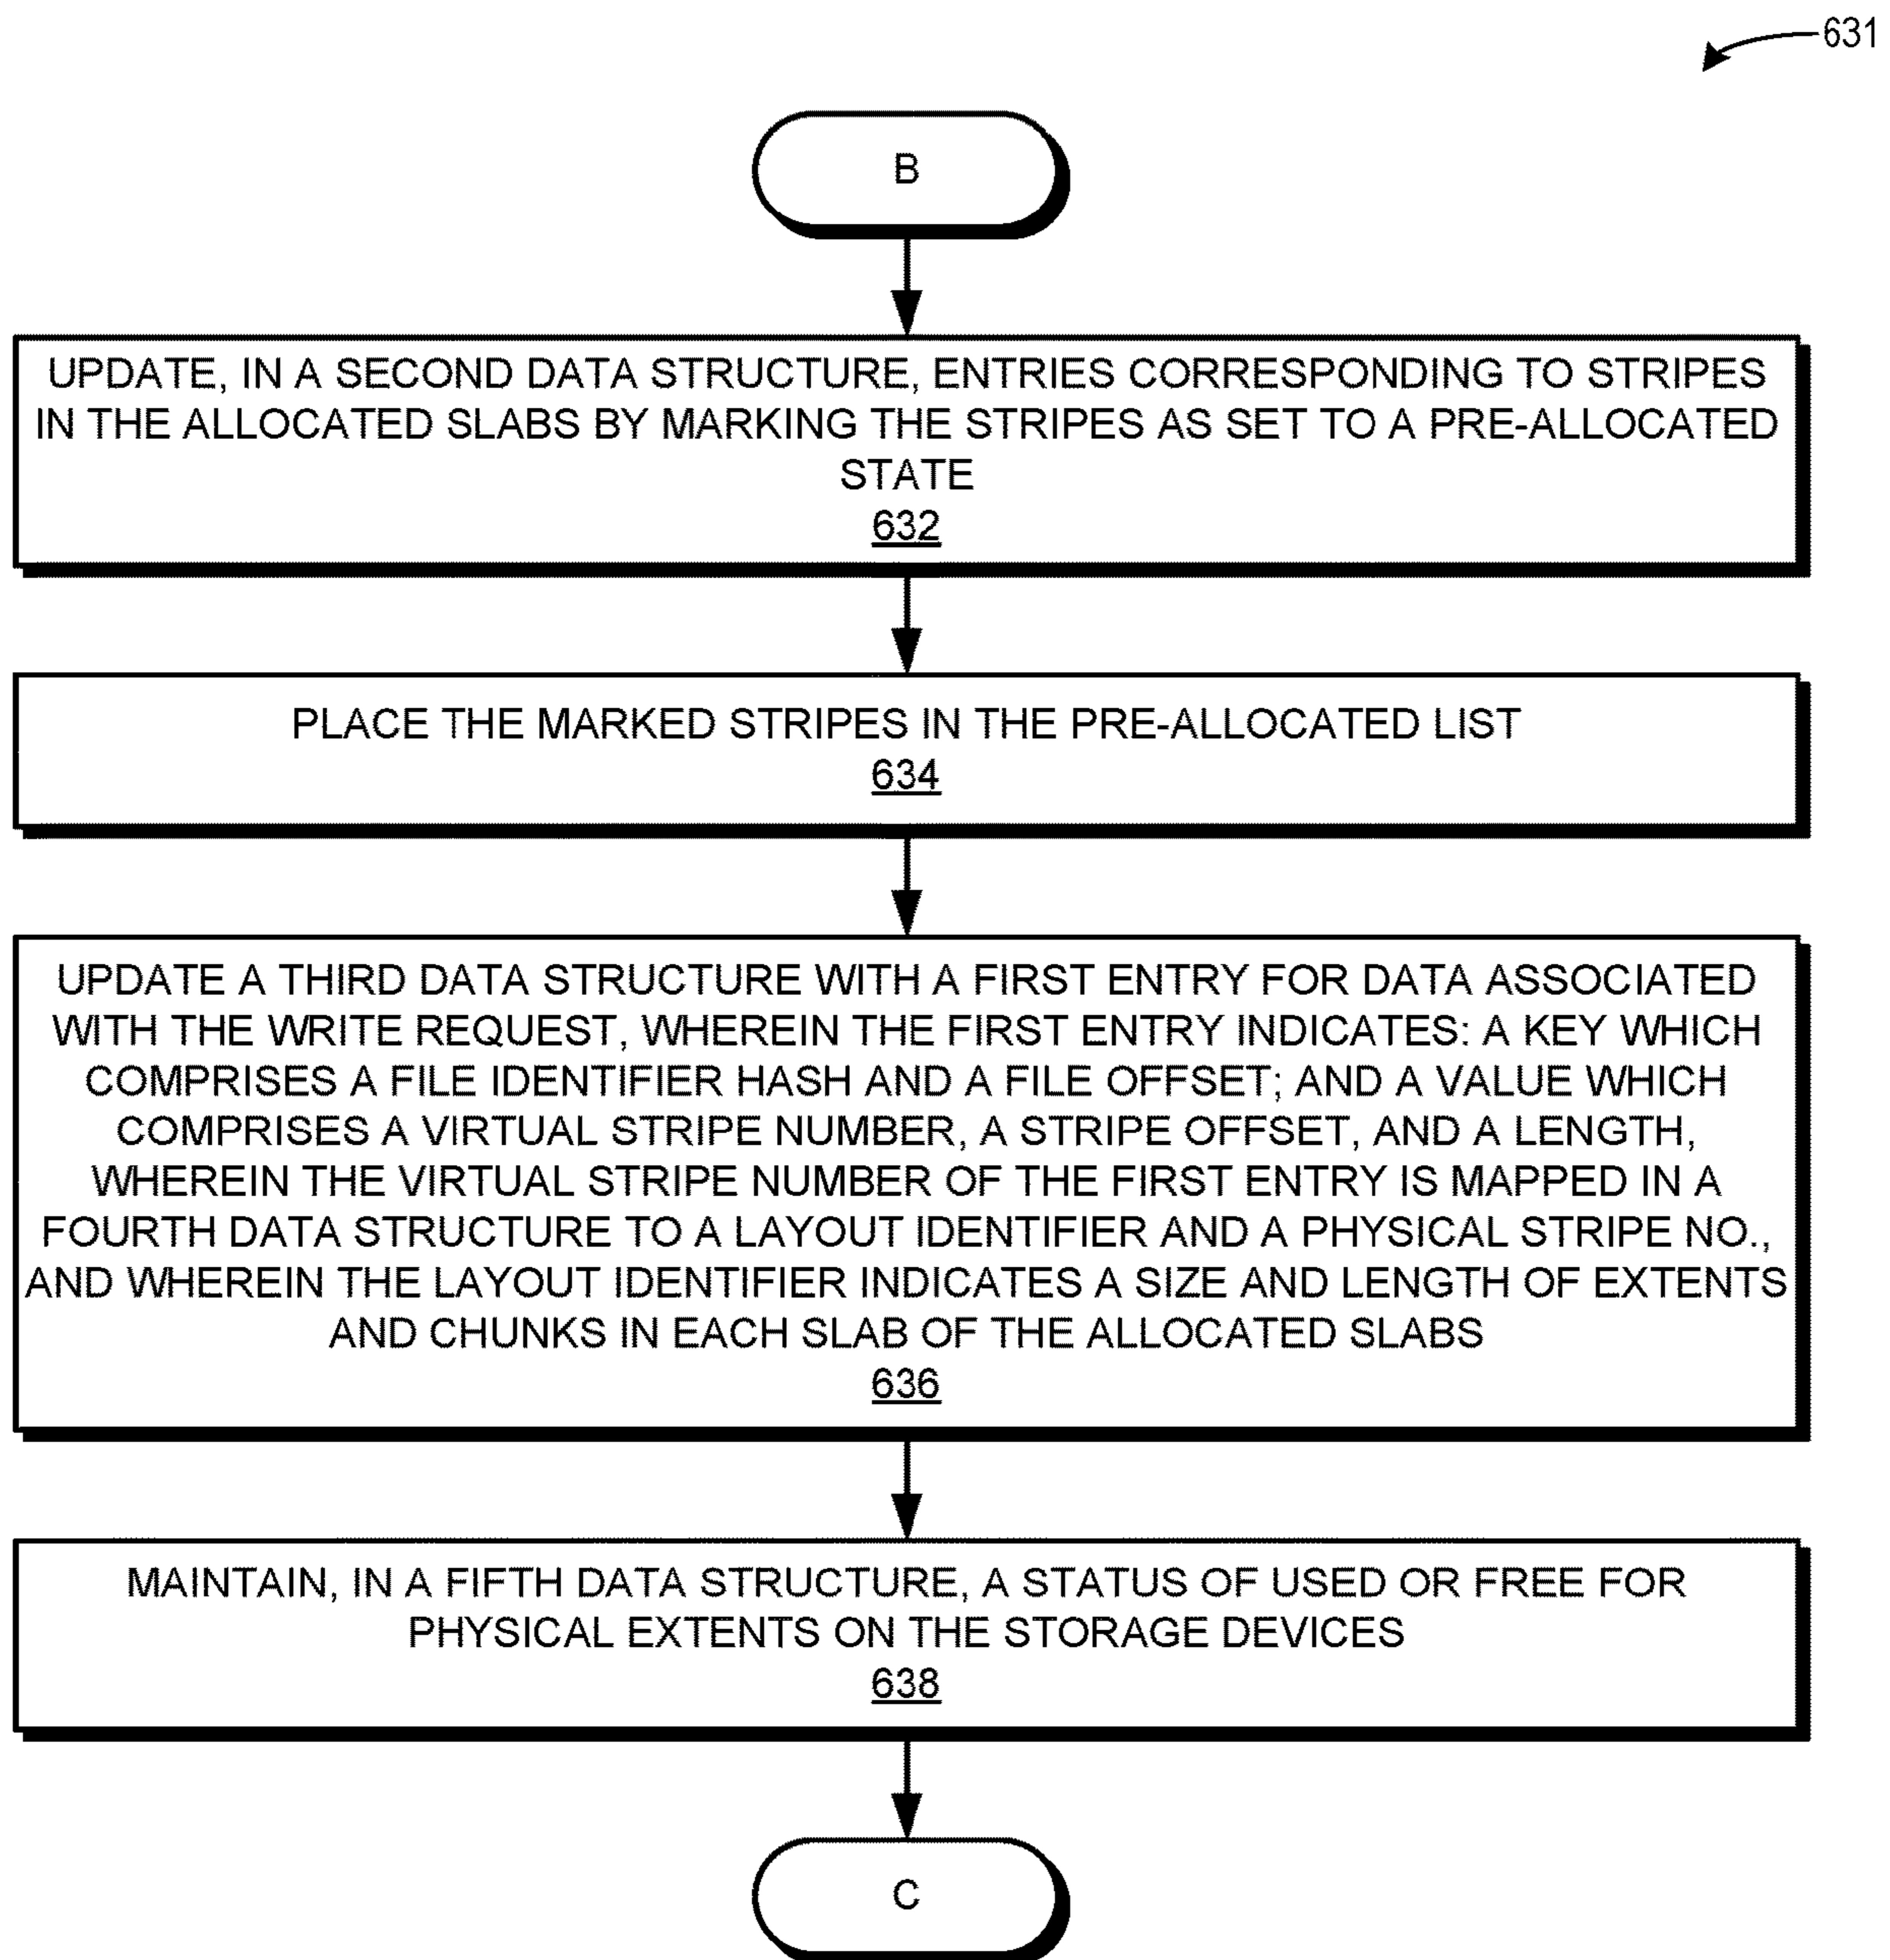 631
B
UPDATE, IN A SECOND DATA STRUCTURE, ENTRIES CORRESPONDING TO STRIPES
IN THE ALLOCATED SLABS BY MARKING THE STRIPES AS SET TO A PRE-ALLOCATED
STATE
632
PLACE THE MARKED STRIPES IN THE PRE-ALLOCATED LIST
634
UPDATE A THIRD DATA STRUCTURE WITH A FIRST ENTRY FOR DATA ASSOCIATED
WITH THE WRITE REQUEST, WHEREIN THE FIRST ENTRY INDICATES: A KEY WHICH
COMPRISES A FILE IDENTIFIER HASH AND A FILE OFFSET; AND A VALUE WHICH
COMPRISES A VIRTUAL STRIPE NUMBER, A STRIPE OFFSET, AND A LENGTH,
WHEREIN THE VIRTUAL STRIPE NUMBER OF THE FIRST ENTRY IS MAPPED IN A
FOURTH DATA STRUCTURE TO A LAYOUT IDENTIFIER AND A PHYSICAL STRIPE NO.,
AND WHEREIN THE LAYOUT IDENTIFIER INDICATES A SIZE AND LENGTH OF EXTENTS
AND CHUNKS IN EACH SLAB OF THE ALLOCATED SLABS
636
MAINTAIN, IN A FIFTH DATA STRUCTURE, A STATUS OF USED OR FREE FOR
PHYSICAL EXTENTS ON THE STORAGE DEVICES
638
C